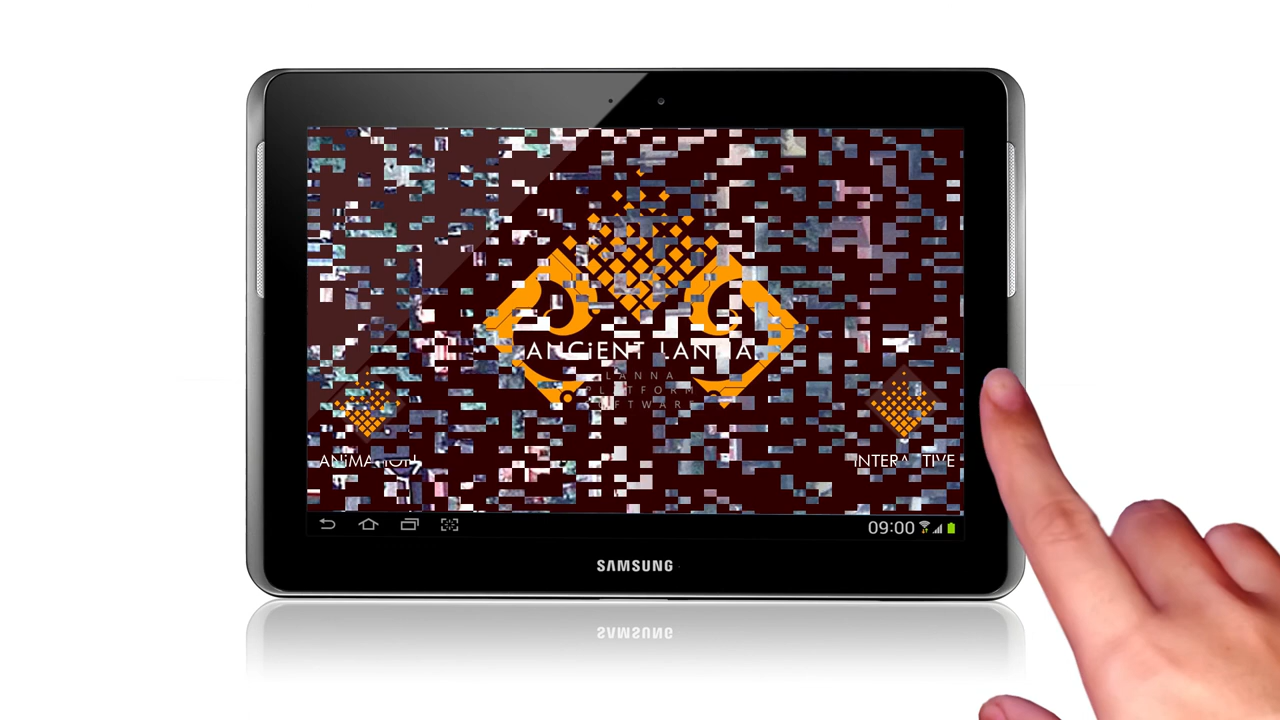 ANCiENT LANNA
LANNA
PLATFORM
SOFTWARE
ANiMATiON
INTERACTIVE
09:00
SAMSUNG